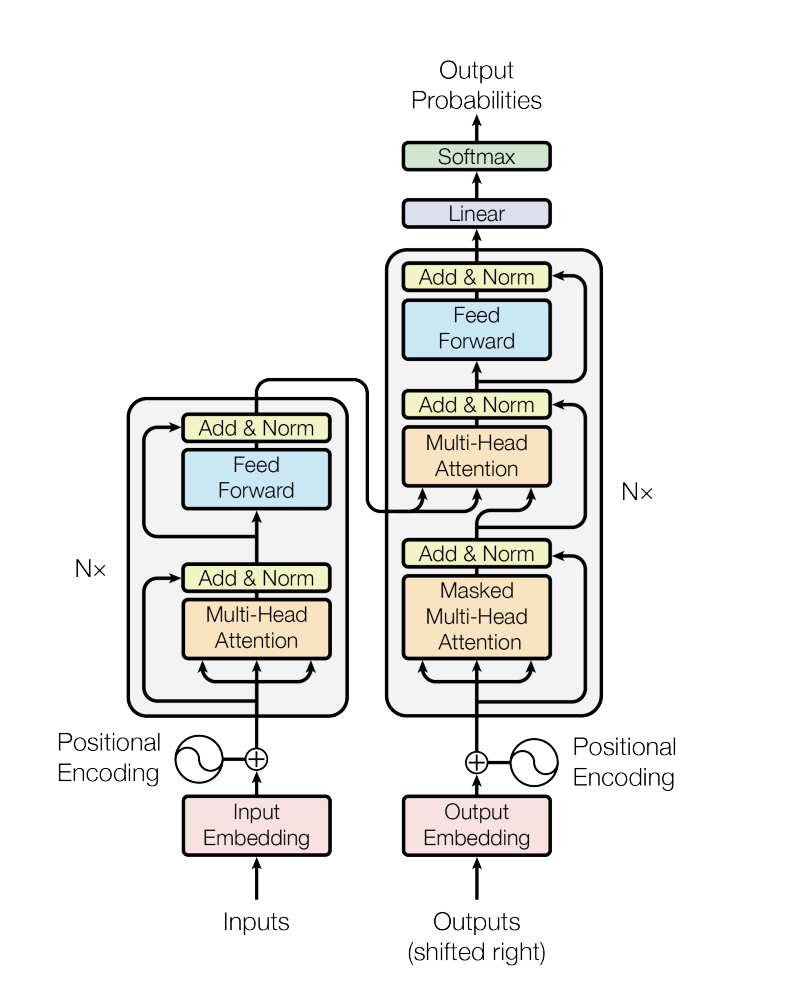 Output
Probabilities
Softmax
Linear
Add & Norm
Feed
Forward
Add & Norm
Multi-Head
Attention
Add & Norm
Masked
Multi-Head
Attention
N×
Add & Norm
Feed
Forward
Add & Norm
Multi-Head
Attention
N×
Positional
Encoding
Positional
Encoding
Input
Embedding
Output
Embedding
Inputs
Outputs
(shifted right)